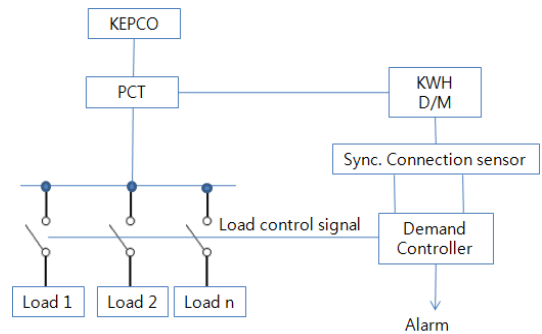 KEPCO
PCT
KWH
D/M
Sync. Connection sensor
Load control signal
Demand
Controller
Load 1
Load 2
Load n
Alarm